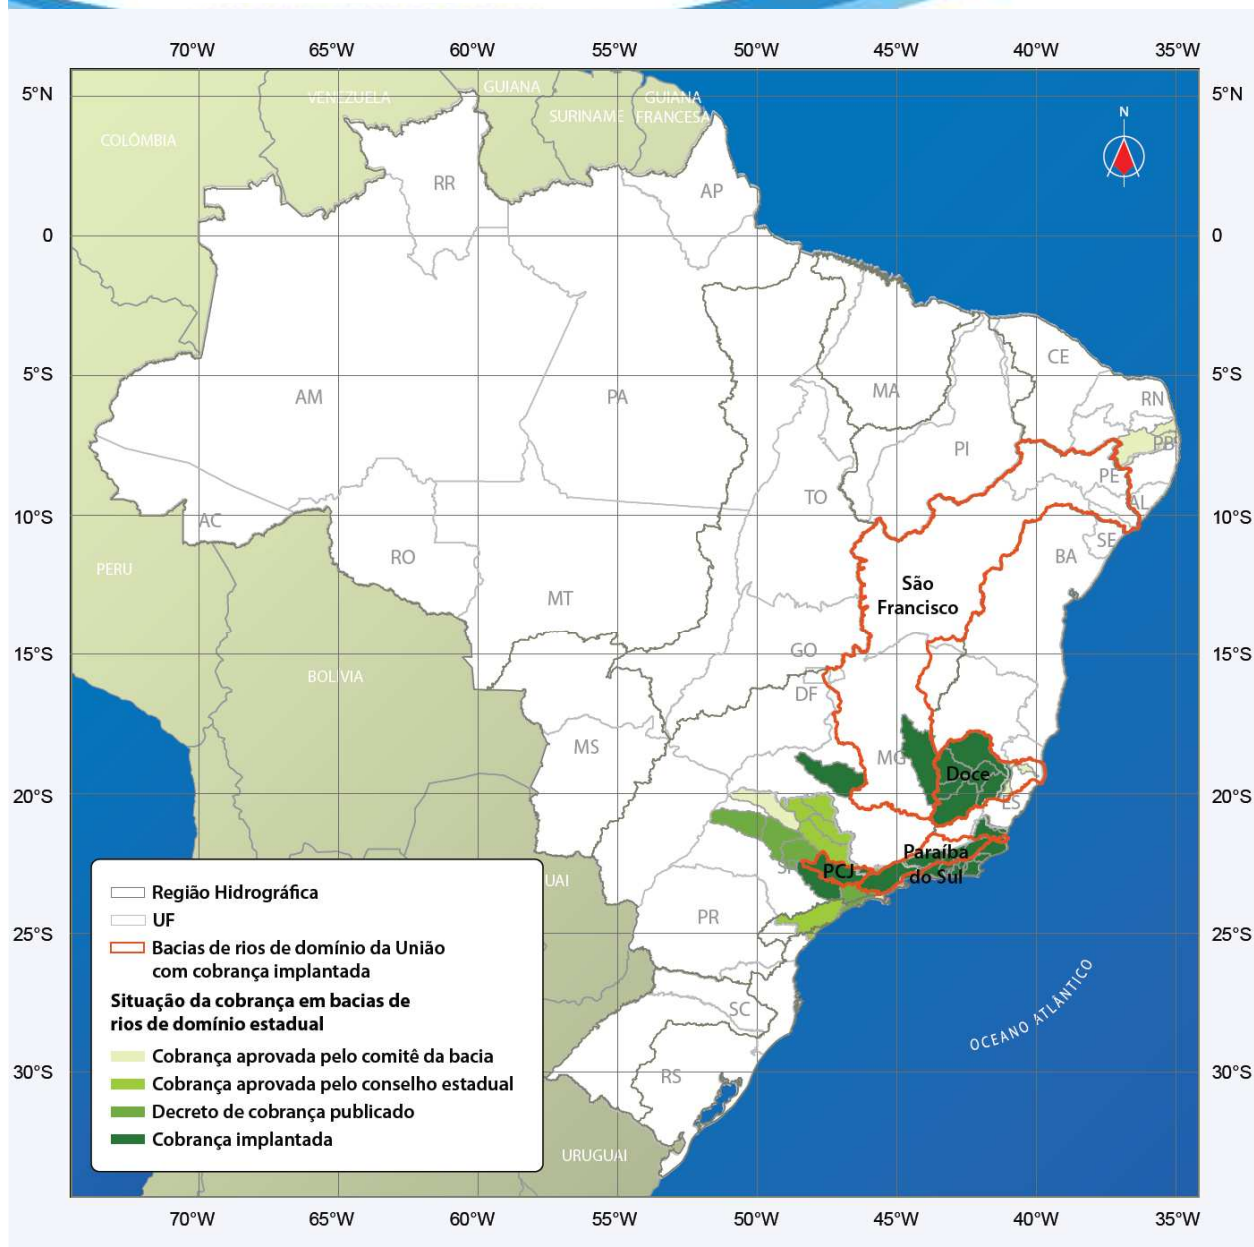 70°W 65°W 60°W 55°W 50°W 45°W 40°W 35°W
5°N 5°N
VENEZUELA
GUIANA
SURINAME
GUIANA
FRANCESA
COLÔMBIA
N
RR
AP
0 0
CE
5°S 5°S
AM
PA
MA
RN
PI
PB
PE
TO
AL
10°S 10°S
AC
SE
RO
BA
PERU
São
Francisco
MT
GO
15°S 15°S
BOLIVIA
DF
MS
MG
Doce
20°S 20°S
ES
Paraíba
do Sul
PCJ
UAI
PR
25°S 25°S
SC
OCEANO ATLÂNTICO
30°S 30°S
RS
URUGUAI
Região Hidrográfica
UF
Bacias de rios de domínio da União
com cobrança implantada
Situação da cobrança em bacias de
rios de domínio estadual
Cobrança aprovada pelo comitê da bacia
Cobrança aprovada pelo conselho estadual
Decreto de cobrança publicado
Cobrança implantada
70°W 65°W 60°W 55°W 50°W 45°W 40°W 35°W